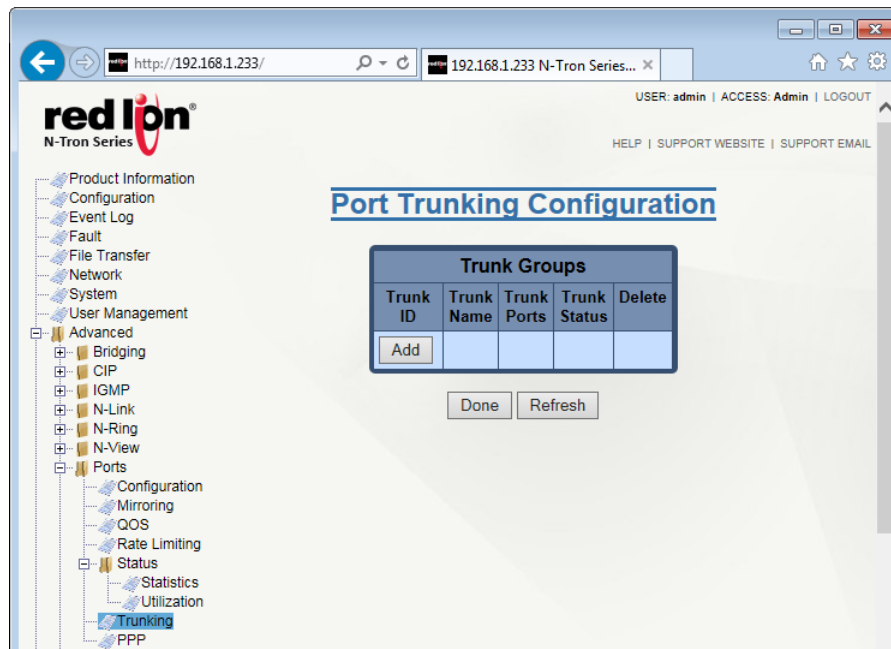 http://192.168.1.233/
192.168.1.233 N-Tron Series...
USER: admin | ACCESS: Admin | LOGOUT
red lion®
N-Tron Series
HELP | SUPPORT WEBSITE | SUPPORT EMAIL
Product Information
Configuration
Event Log
Fault
File Transfer
Network
System
User Management
Advanced
Bridging
CIP
IGMP
N-Link
N-Ring
N-View
Ports
Configuration
Mirroring
QOS
Rate Limiting
Status
Statistics
Utilization
Trunking
PPP
Port Trunking Configuration
Trunk Groups
Trunk ID Trunk Name Trunk Ports Trunk Status Delete
Add
Done Refresh